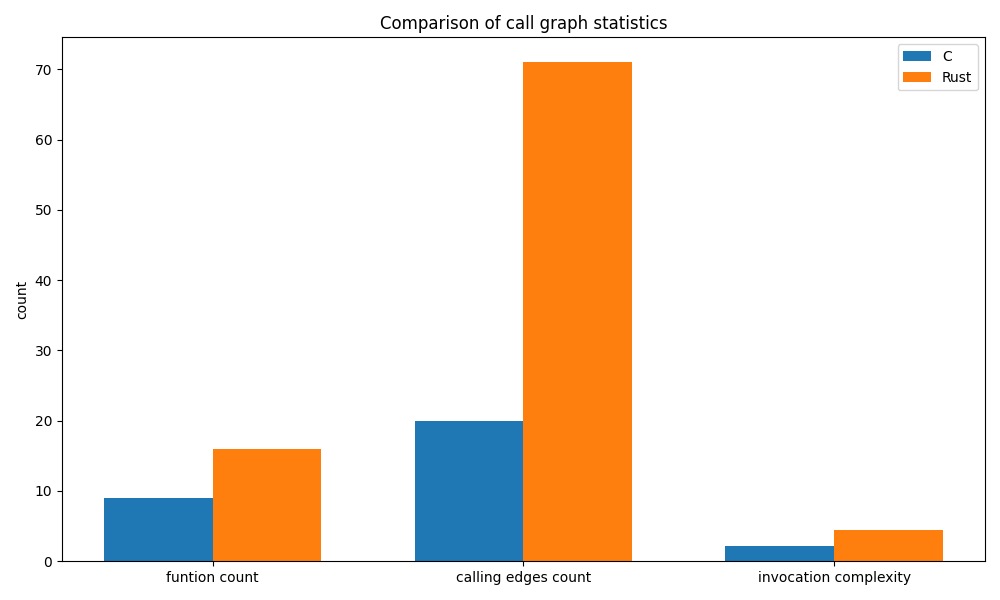 Comparison of call graph statistics
C
Rust
count
70
60
50
40
30
20
10
0
funtion count
calling edges count
invocation complexity